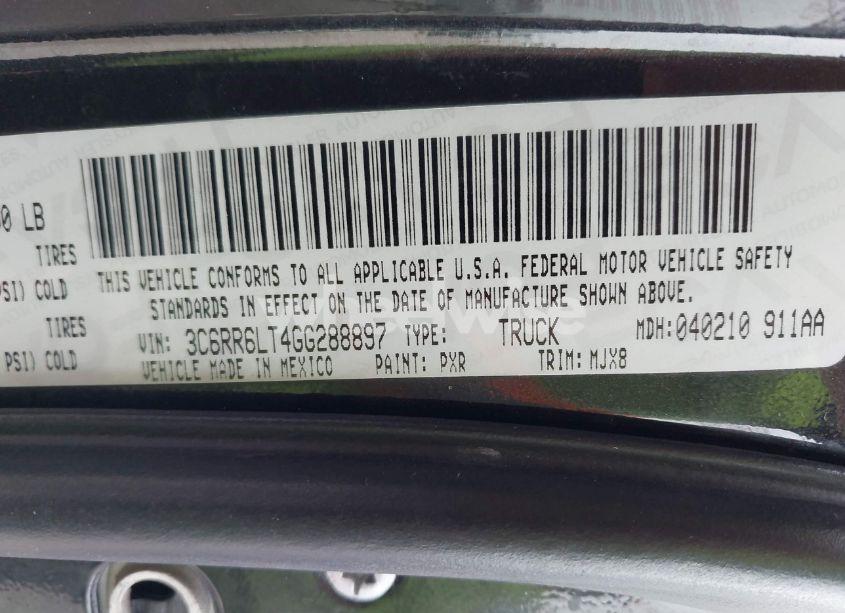 0 LB
TIRES
PSI) COLD
TIRES
PSI) COLD
THIS VEHICLE CONFORMS TO ALL APPLICABLE U.S.A. FEDERAL MOTOR VEHICLE SAFETY
STANDARDS IN EFFECT ON THE DATE OF MANUFACTURE SHOWN ABOVE.
VIN: 3C6RR6LT4GG288897 TYPE: TRUCK MDH:040210 911AA
VEHICLE MADE IN MEXICO PAINT: PXR TRIM: MJX8